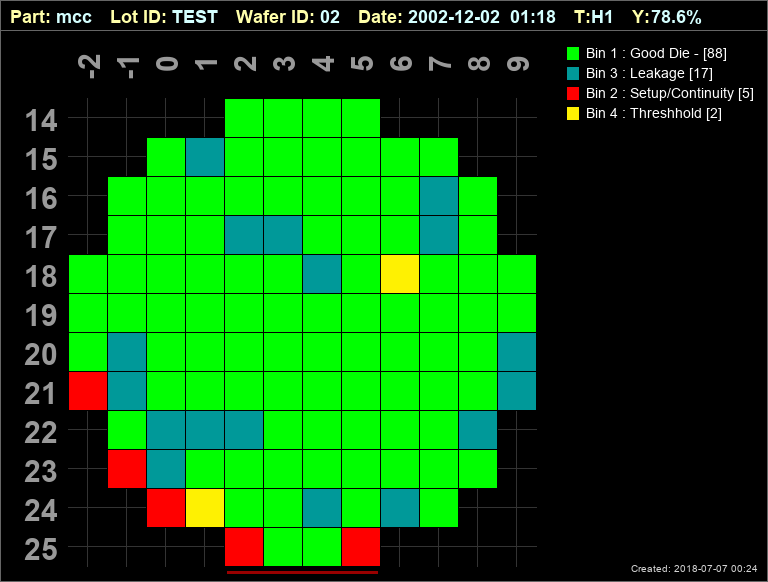 Part: mcc Lot ID: TEST Wafer ID: 02 Date: 2002-12-02 01:18 T:H1 Y:78.6%
-2 -1 0 1 2 3 4 5 6 7 8 9
Bin 1 : Good Die - [88]
Bin 3 : Leakage [17]
Bin 2 : Setup/Continuity [5]
Bin 4 : Threshhold [2]
14
15
16
17
18
19
20
21
22
23
24
25
Created: 2018-07-07 00:24